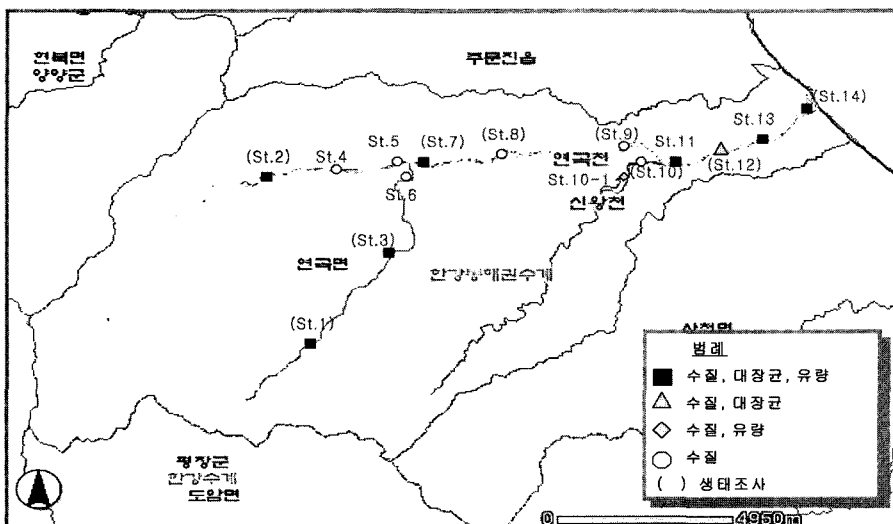 현북면
양양군
주문진읍
(St.14)
St.13
(St.12)
St.11
(St.9)
(St.10)
St.10-1
연곡천
신왕천
(St.8)
(St.7)
St.5
St.6
St.4
(St.2)
(St.3)
(St.1)
연곡면
한강동해권수계
사천면
범례
수질, 대장균, 유량
수질, 대장균
수질, 유량
수질
( ) 생태조사
평창군
한강수계
도암면
0 4950m